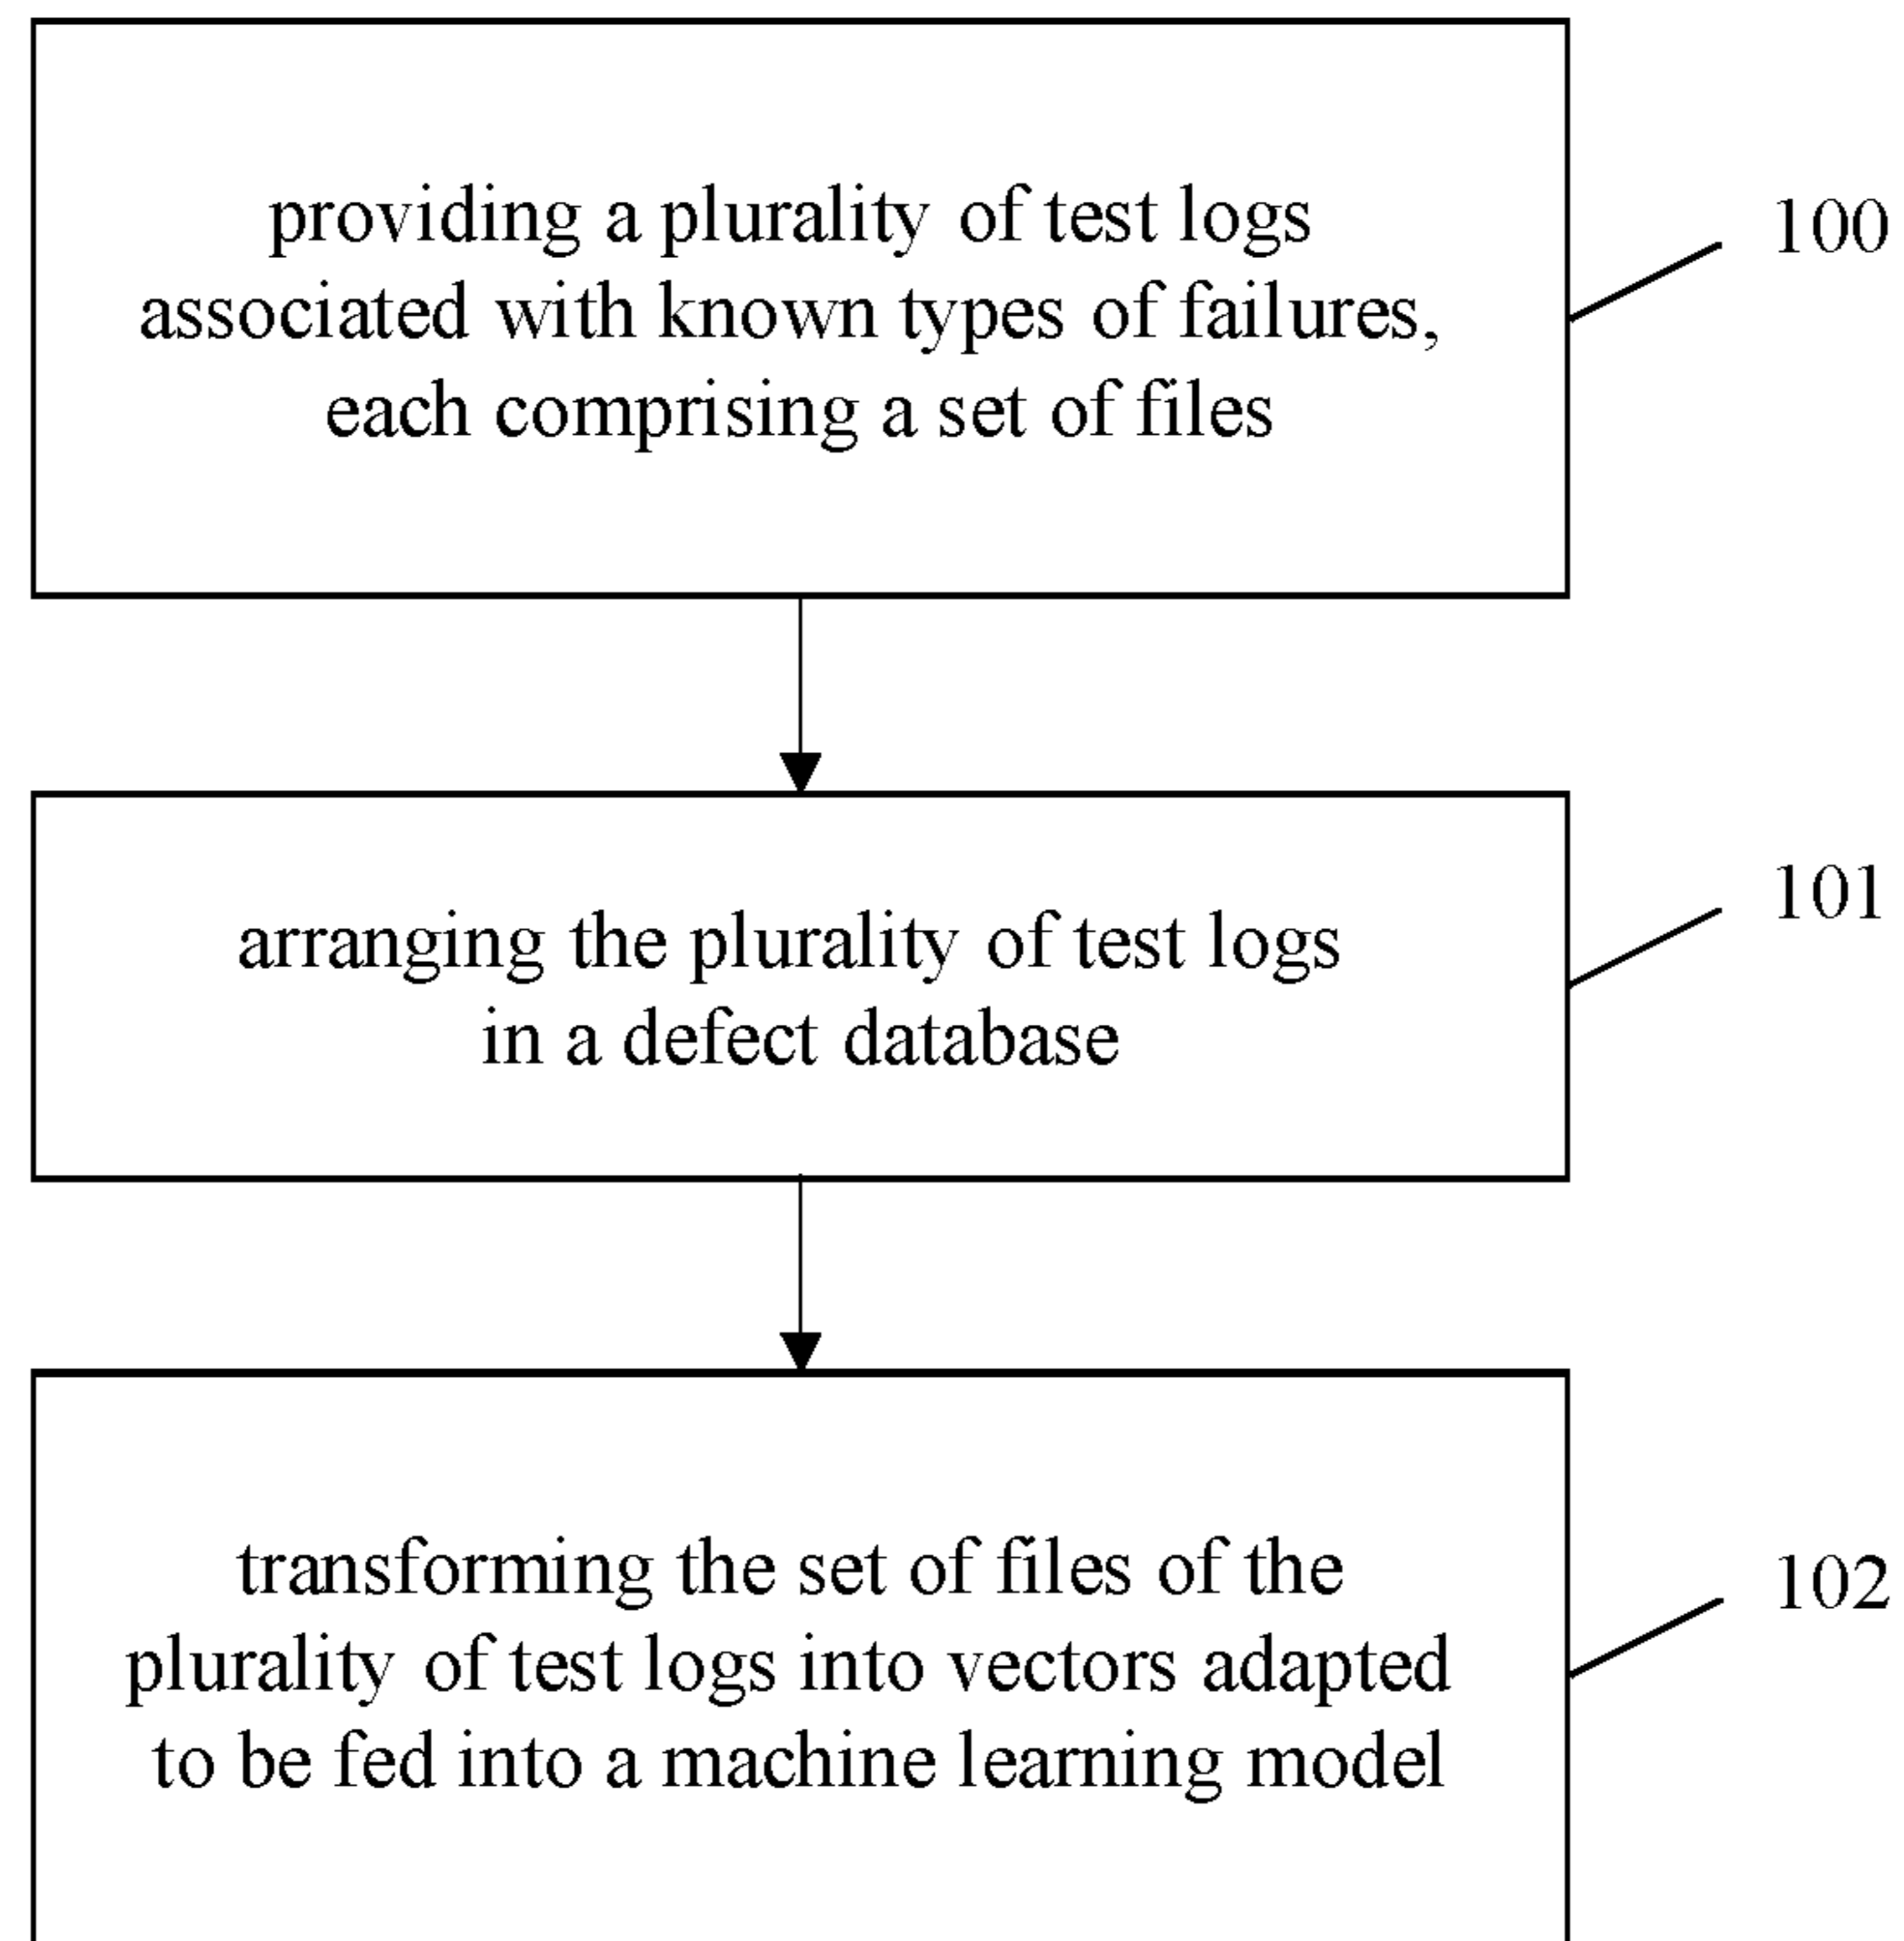 providing a plurality of test logs
associated with known types of failures,
each comprising a set of files
100
arranging the plurality of test logs
in a defect database
101
transforming the set of files of the
plurality of test logs into vectors adapted
to be fed into a machine learning model
102